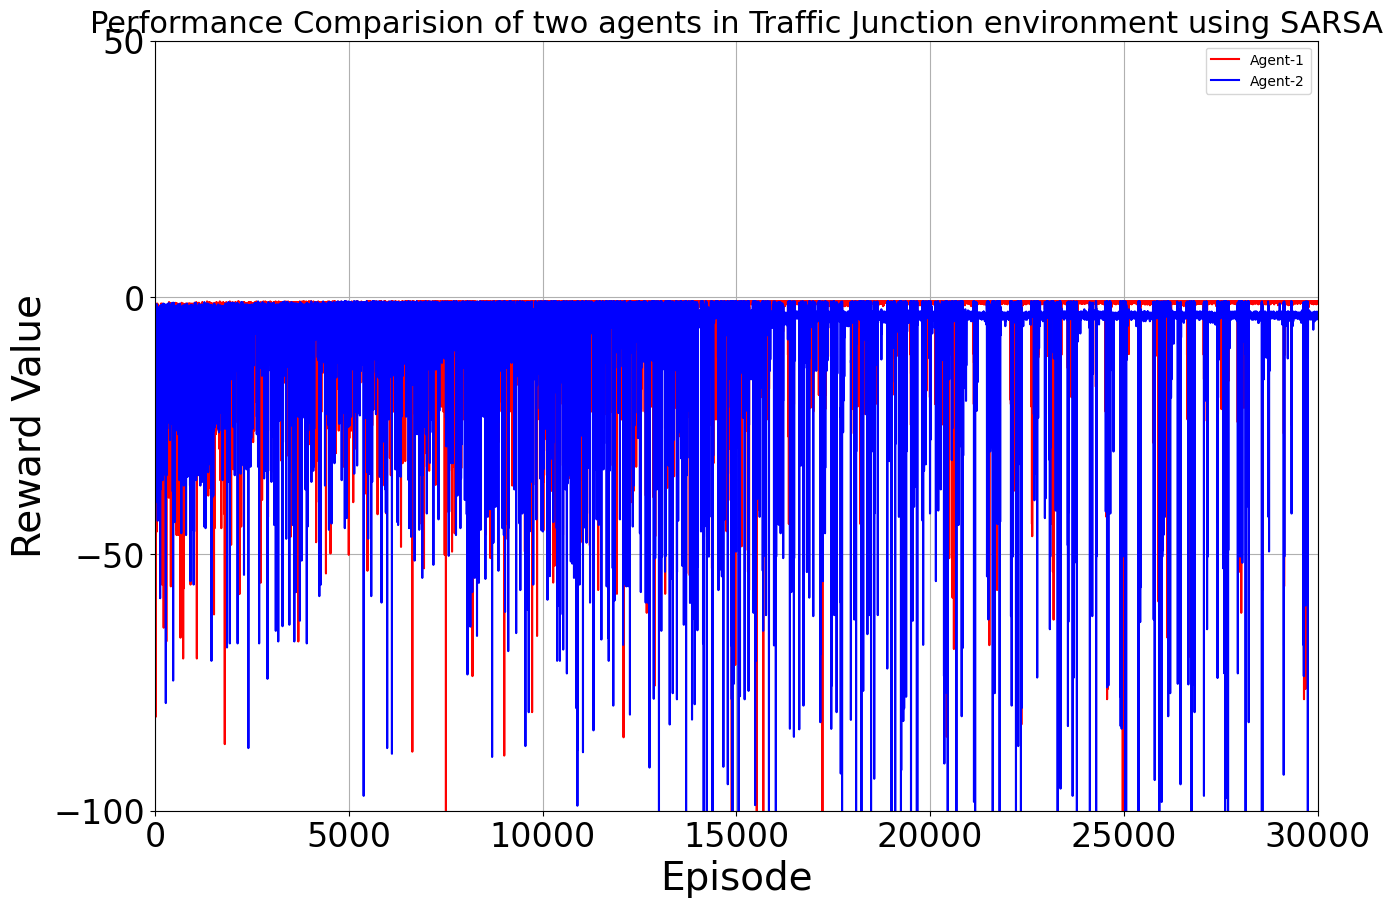 Performance Comparision of two agents in Traffic Junction environment using SARSA
50
Agent-1
Agent-2
0
−50
−100
Reward Value
0 5000 10000 15000 20000 25000 30000
Episode